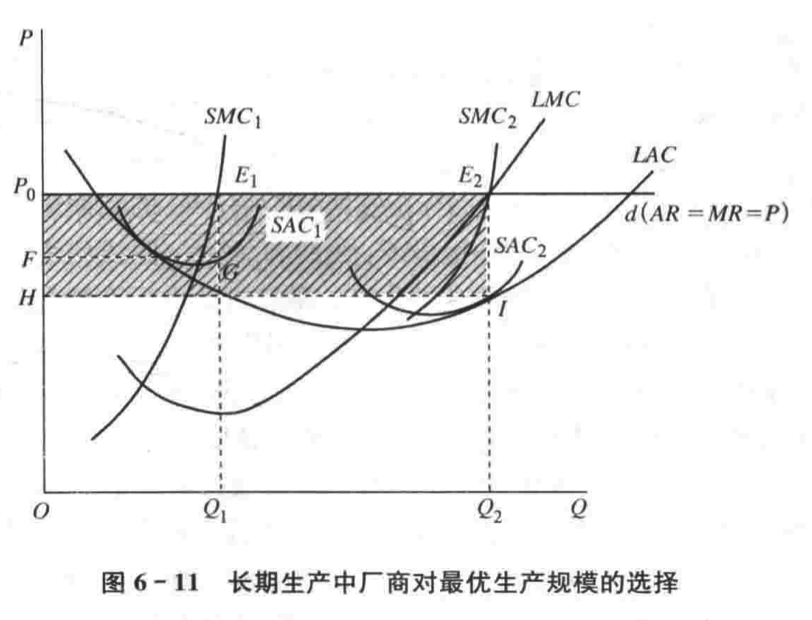 P
SMC₁
SMC₂
LMC
LAC
P₀
E₁
E₂
d(AR=MR=P)
SAC₁
SAC₂
F
G
H
I
O
Q₁
Q₂
Q
图 6-11 长期生产中厂商对最优生产规模的选择